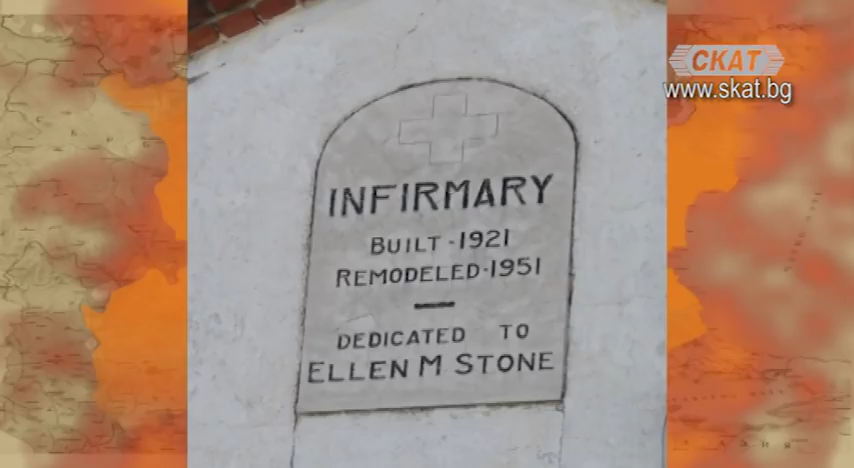 СКАТ
www.skat.bg
INFIRMARY
BUILT - 1921
REMODELED - 1951
DEDICATED TO
ELLEN M STONE